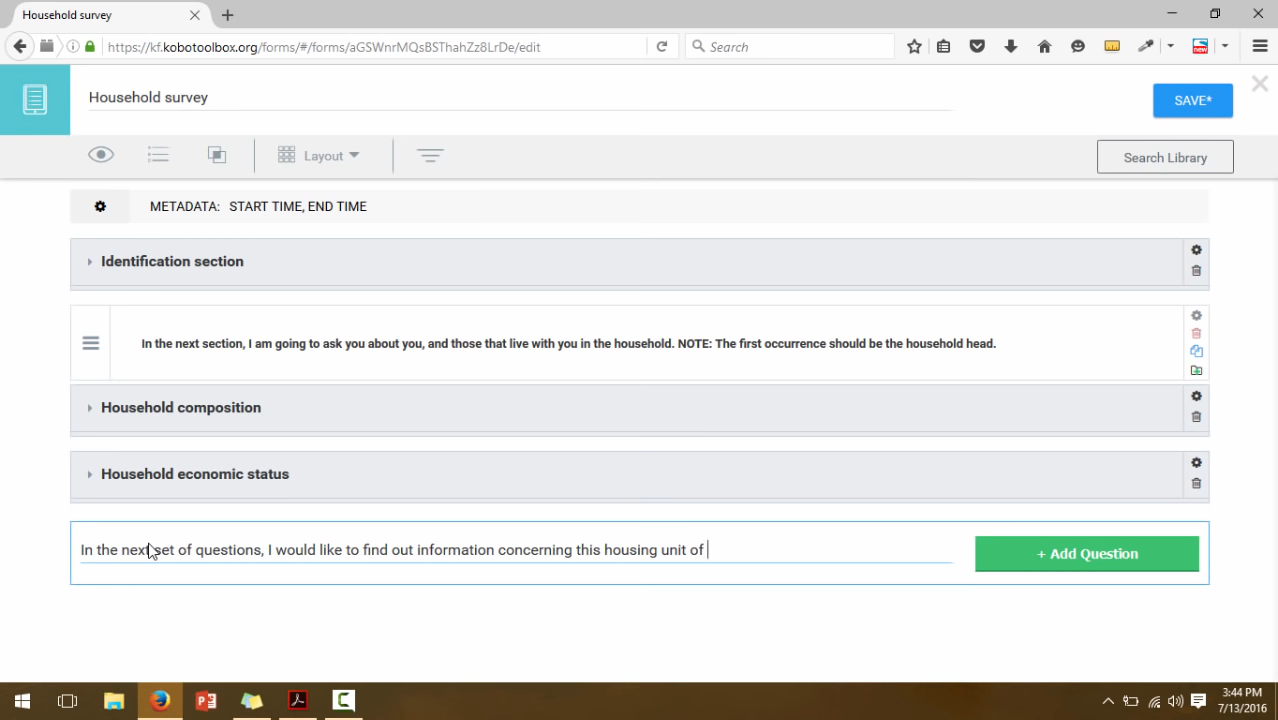 Household survey
https://kf.kobotoolbox.org/forms/#/forms/aGSWnrMQsBSThahZz8LrDe/edit
Search
new
Household survey
SAVE*
Layout
Search Library
METADATA: START TIME, END TIME
Identification section
In the next section, I am going to ask you about you, and those that live with you in the household. NOTE: The first occurrence should be the household head.
Household composition
Household economic status
In the next set of questions, I would like to find out information concerning this housing unit of
+ Add Question
3:44 PM
7/13/2016